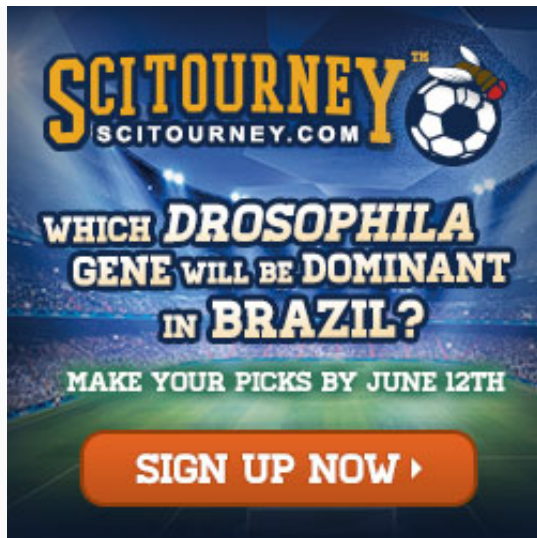 SCITOURNEY™
SCITOURNEY.COM
WHICH DROSOPHILA
GENE WILL BE DOMINANT
IN BRAZIL?
MAKE YOUR PICKS BY JUNE 12TH
SIGN UP NOW